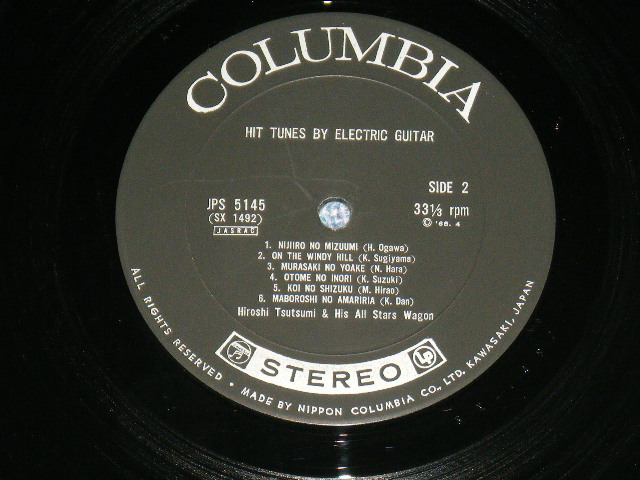 COLUMBIA
HIT TUNES BY ELECTRIC GUITAR
JPS 5145
(SX 1492)
JASRAC
SIDE 2
33⅓ rpm
© '68. 4
1. NIJIIRO NO MIZUUMI (H. Ogawa)
2. ON THE WINDY HILL (K. Sugiyama)
3. MURASAKI NO YOAKE (N. Hara)
4. OTOME NO INORI (K. Suzuki)
5. KOI NO SHIZUKU (M. Hirao)
6. MABOROSHI NO AMARIRIA (K. Dan)
Hiroshi Tsutsumi & His All Stars Wagon
STEREO
LP
ALL RIGHTS RESERVED • MADE BY NIPPON COLUMBIA CO., LTD. KAWASAKI, JAPAN